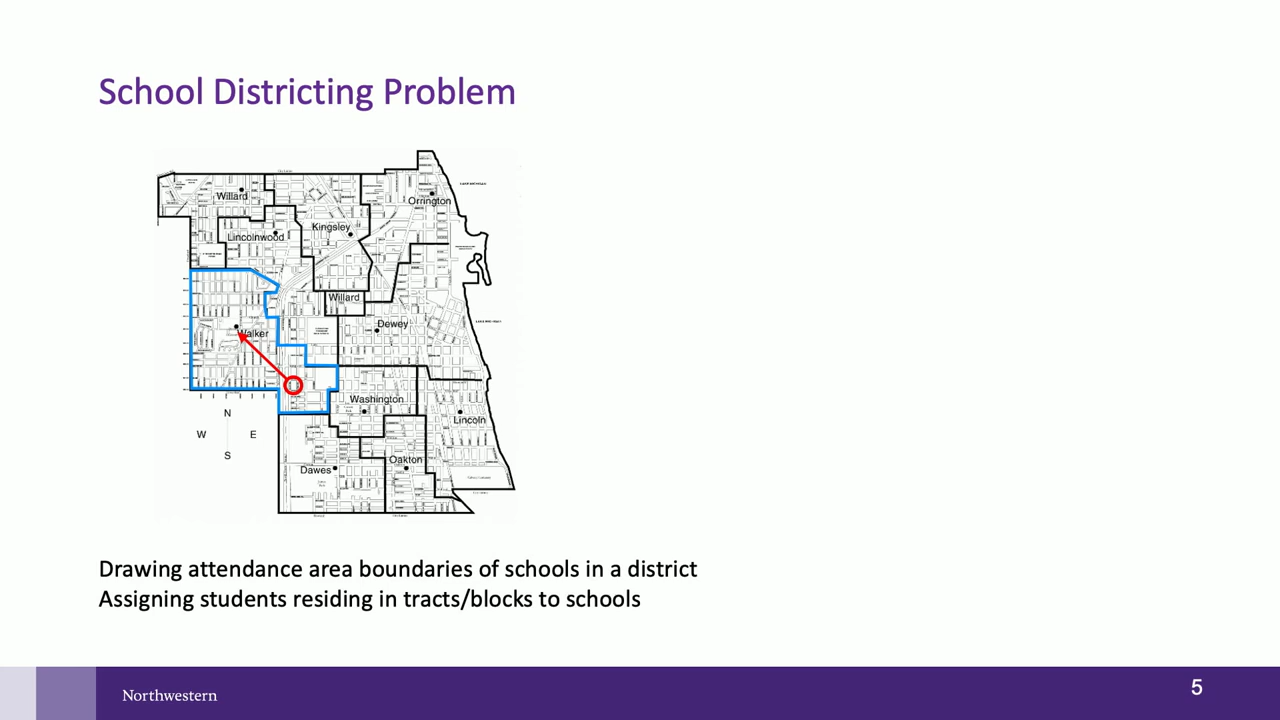 School Districting Problem
Willard
Orrington
Kingsley
Lincolnwood
Willard
Dewey
Walker
Washington
N
W E
S
Lincoln
Oakton
Dawes
Drawing attendance area boundaries of schools in a district
Assigning students residing in tracts/blocks to schools
Northwestern
5